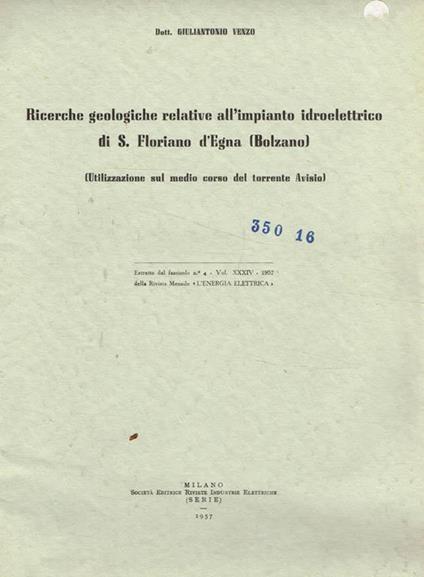 Dott. GIULIANTONIO VENZO
Ricerche geologiche relative all'impianto idroelettrico
di S. Floriano d'Egna (Bolzano)
(Utilizzazione sul medio corso del torrente Avisio)
350 16
Estratto dal fascicolo n.° 4 - Vol. XXXIV - 1957
della Rivista Mensile «L'ENERGIA ELETTRICA»
MILANO
Società Editrice Riviste Industrie Elettriche
(SERIE)
1957